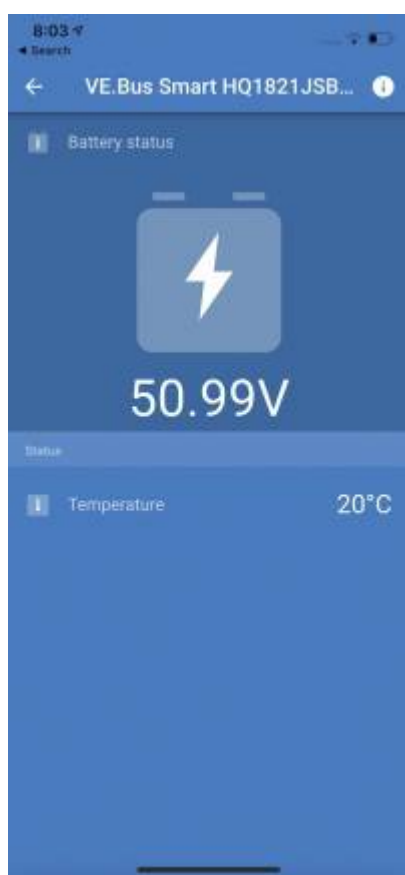 8:03
◀ Search
VE.Bus Smart HQ1821JSB...
Battery status
50.99V
Status
Temperature 20°C